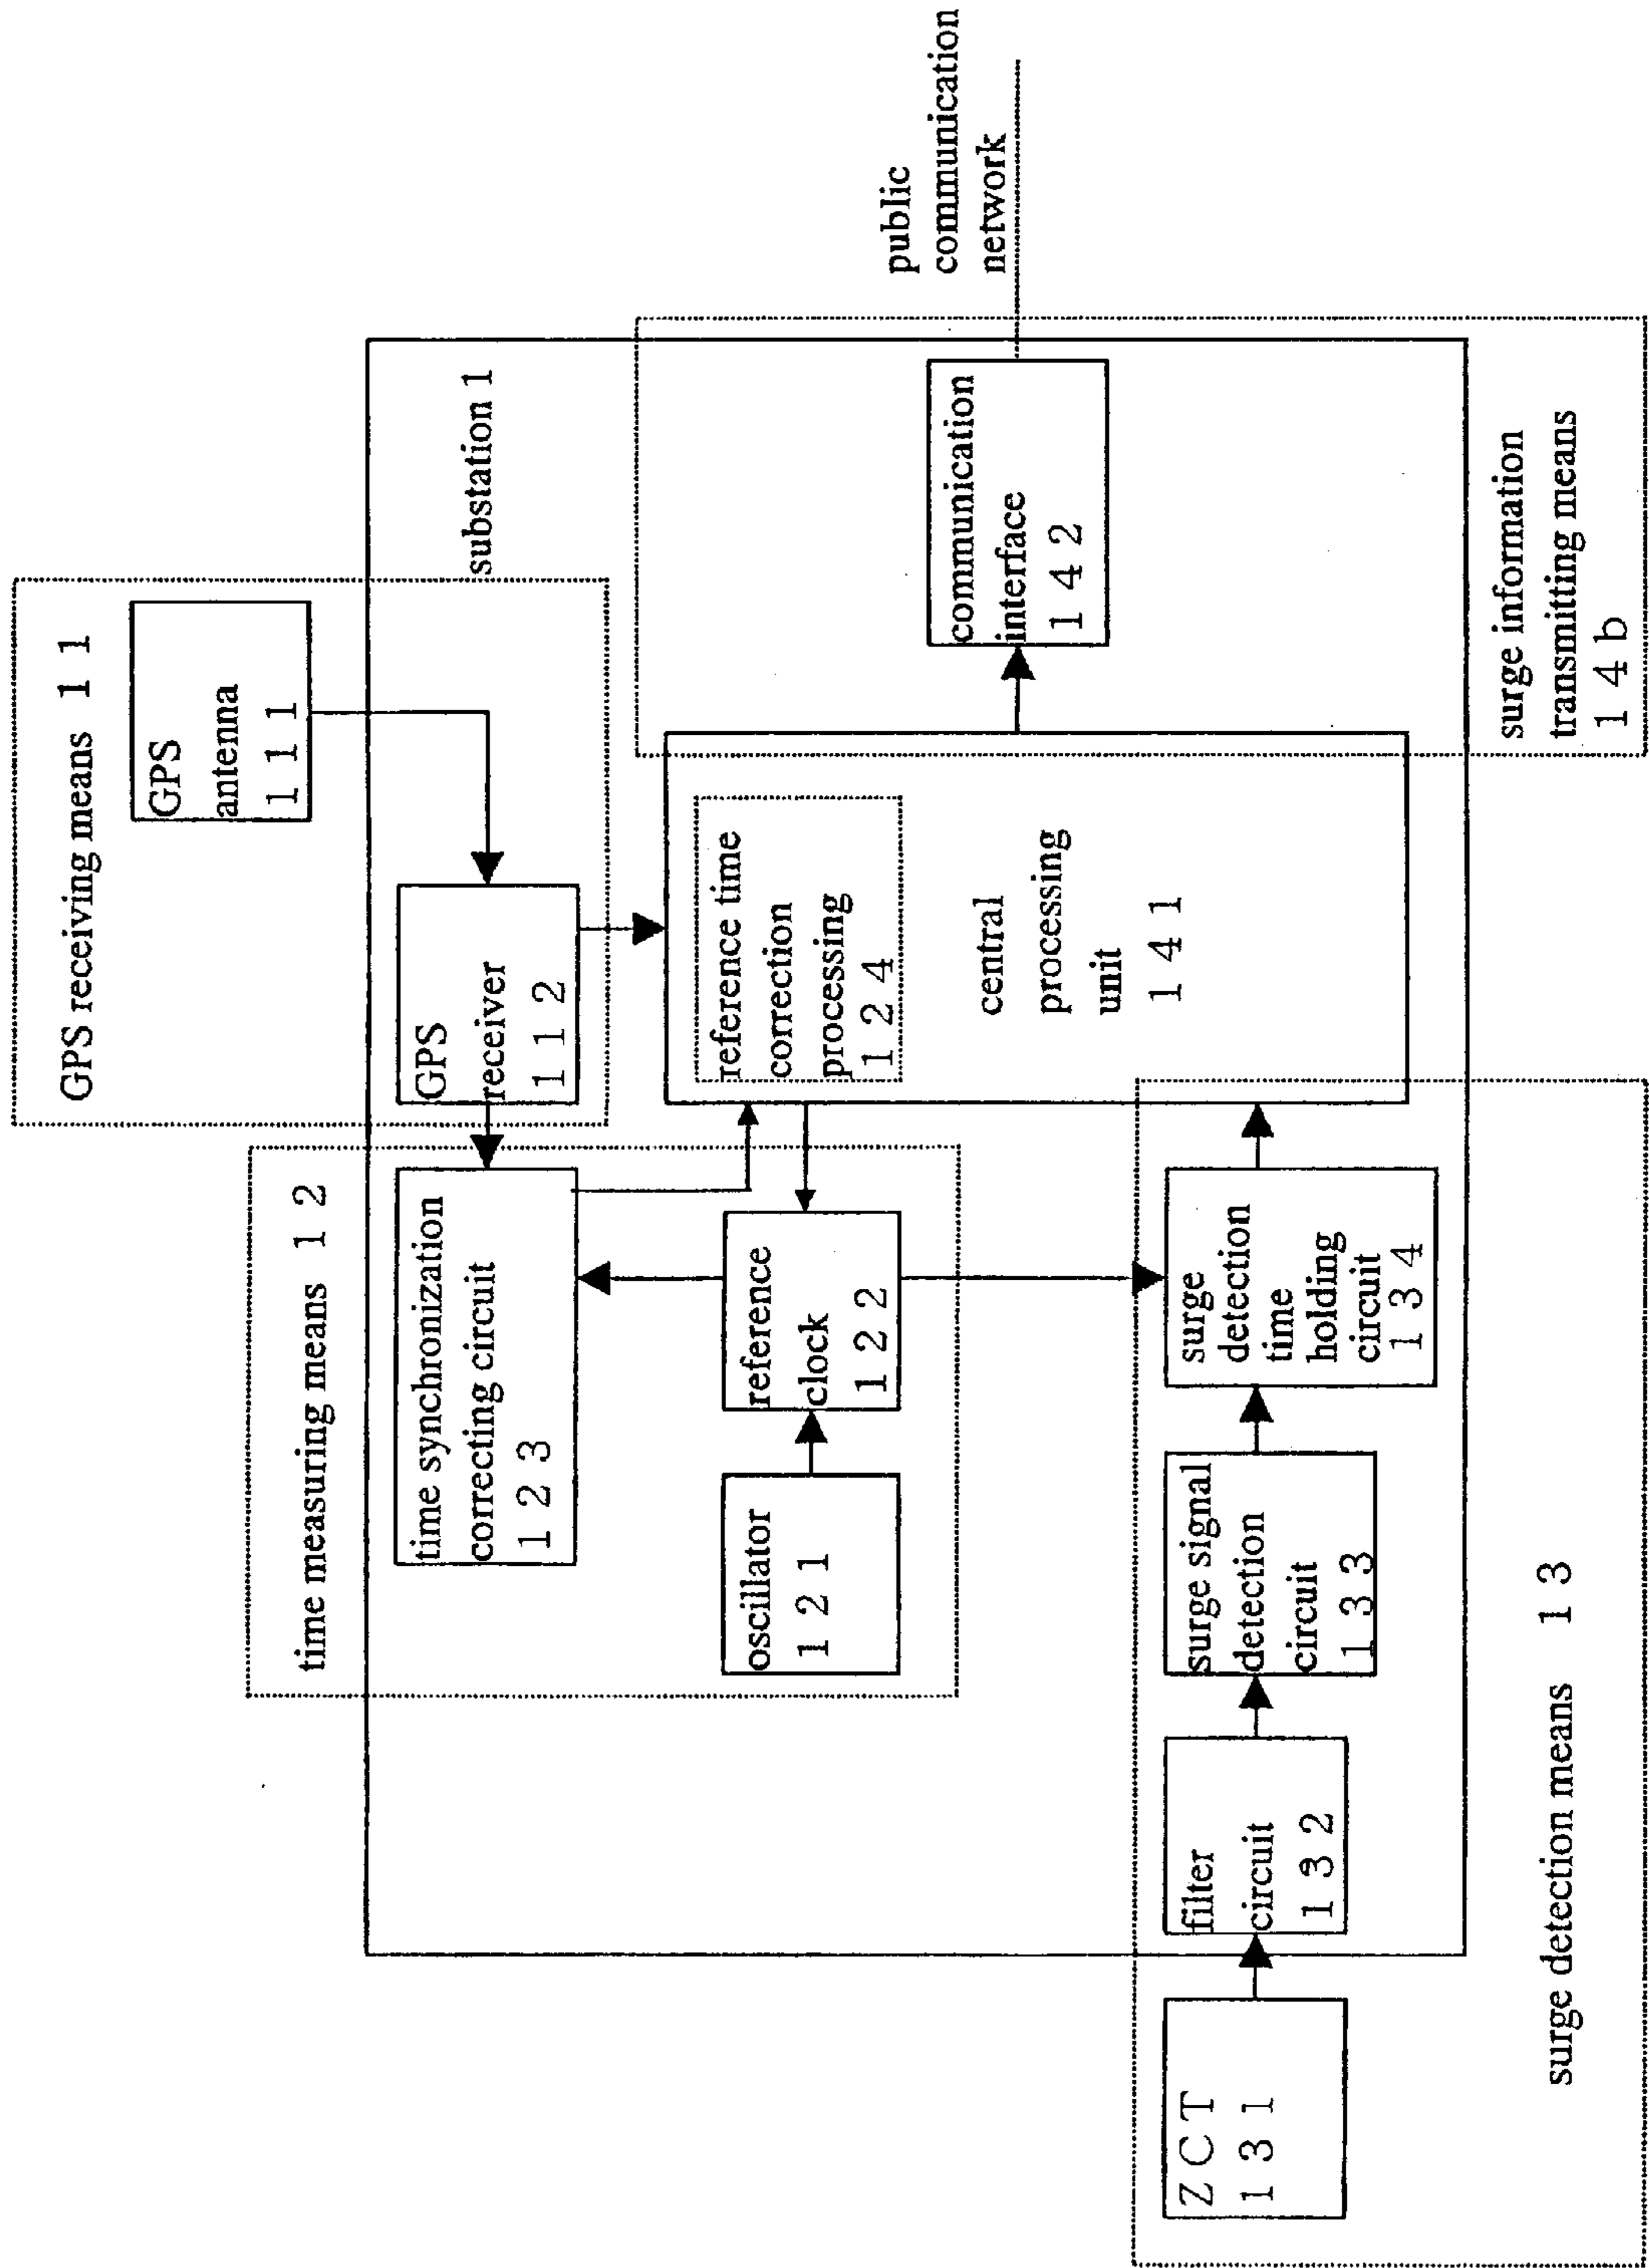 GPS receiving means 1 1
GPS
antenna
1 1 1
GPS
receiver
1 1 2
substation 1
time measuring means 1 2
time synchronization
correcting circuit
1 2 3
oscillator
1 2 1
reference
clock
1 2 2
reference time
correction
processing
1 2 4
central
processing
unit
1 4 1
communication
interface
1 4 2
public
communication
network
surge information
transmitting means
1 4 b
Z C T
1 3 1
filter
circuit
1 3 2
surge signal
detection
circuit
1 3 3
surge
detection
time
holding
circuit
1 3 4
surge detection means 1 3